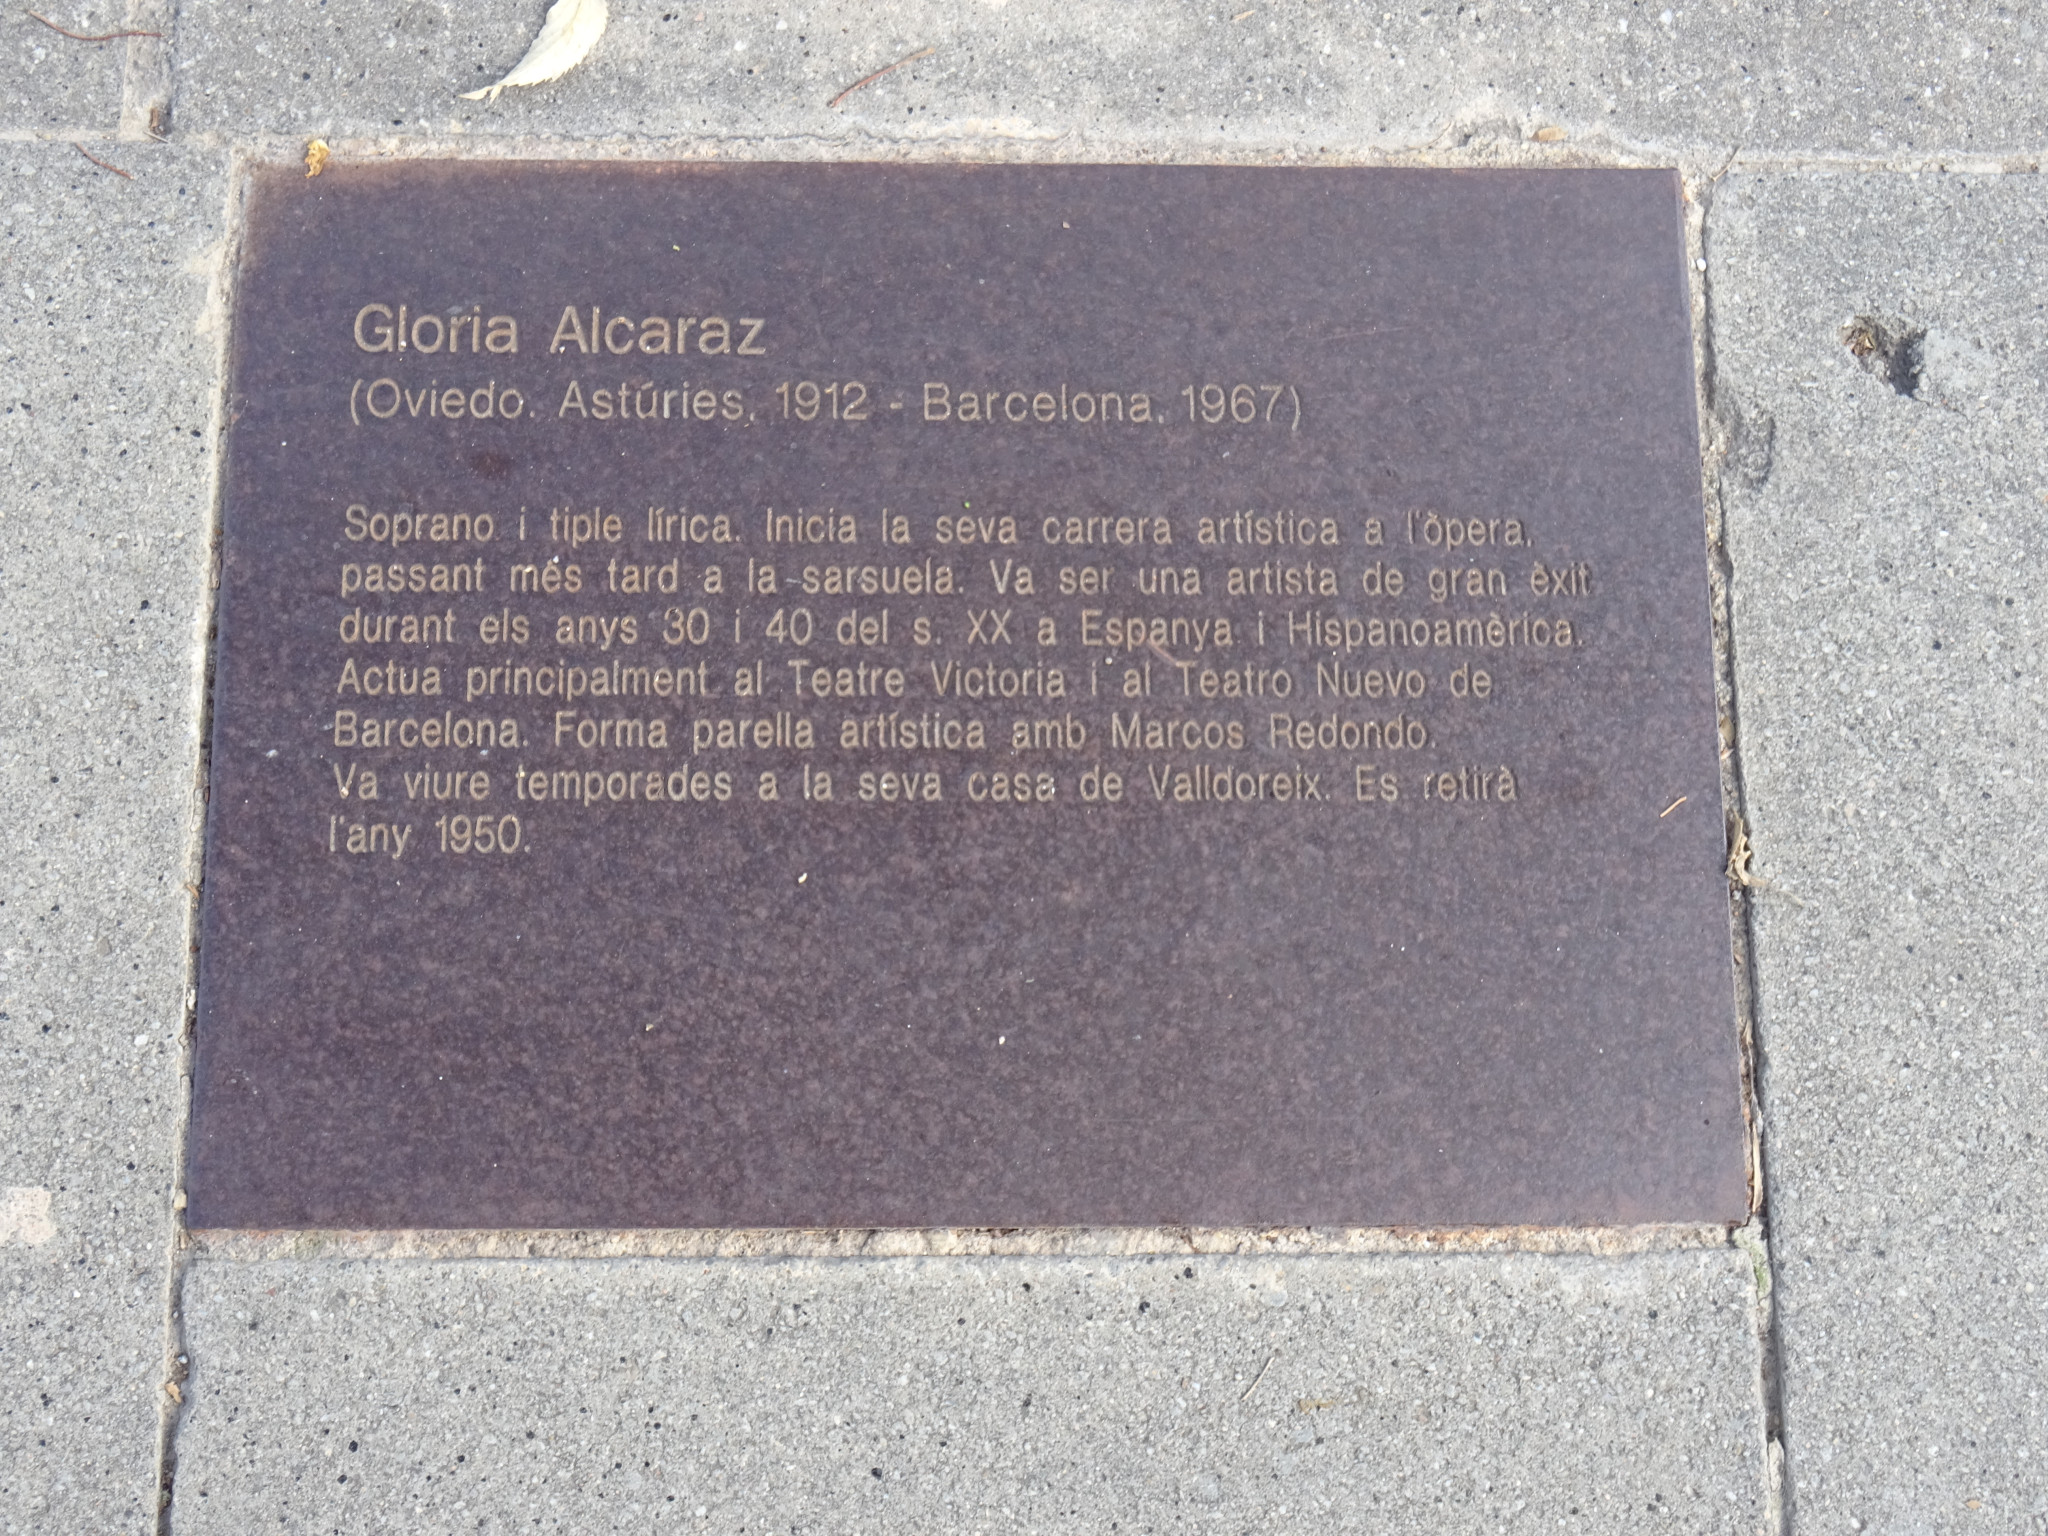 Gloria Alcaraz
(Oviedo. Astúries, 1912 - Barcelona, 1967)
Soprano i tiple lírica. Inicia la seva carrera artística a l'òpera,
passant més tard a la sarsuela. Va ser una artista de gran èxit
durant els anys 30 i 40 del s. XX a Espanya i Hispanoamèrica.
Actua principalment al Teatre Victoria i al Teatro Nuevo de
Barcelona. Forma parella artística amb Marcos Redondo.
Va viure temporades a la seva casa de Valldoreix. Es retirà
l'any 1950.